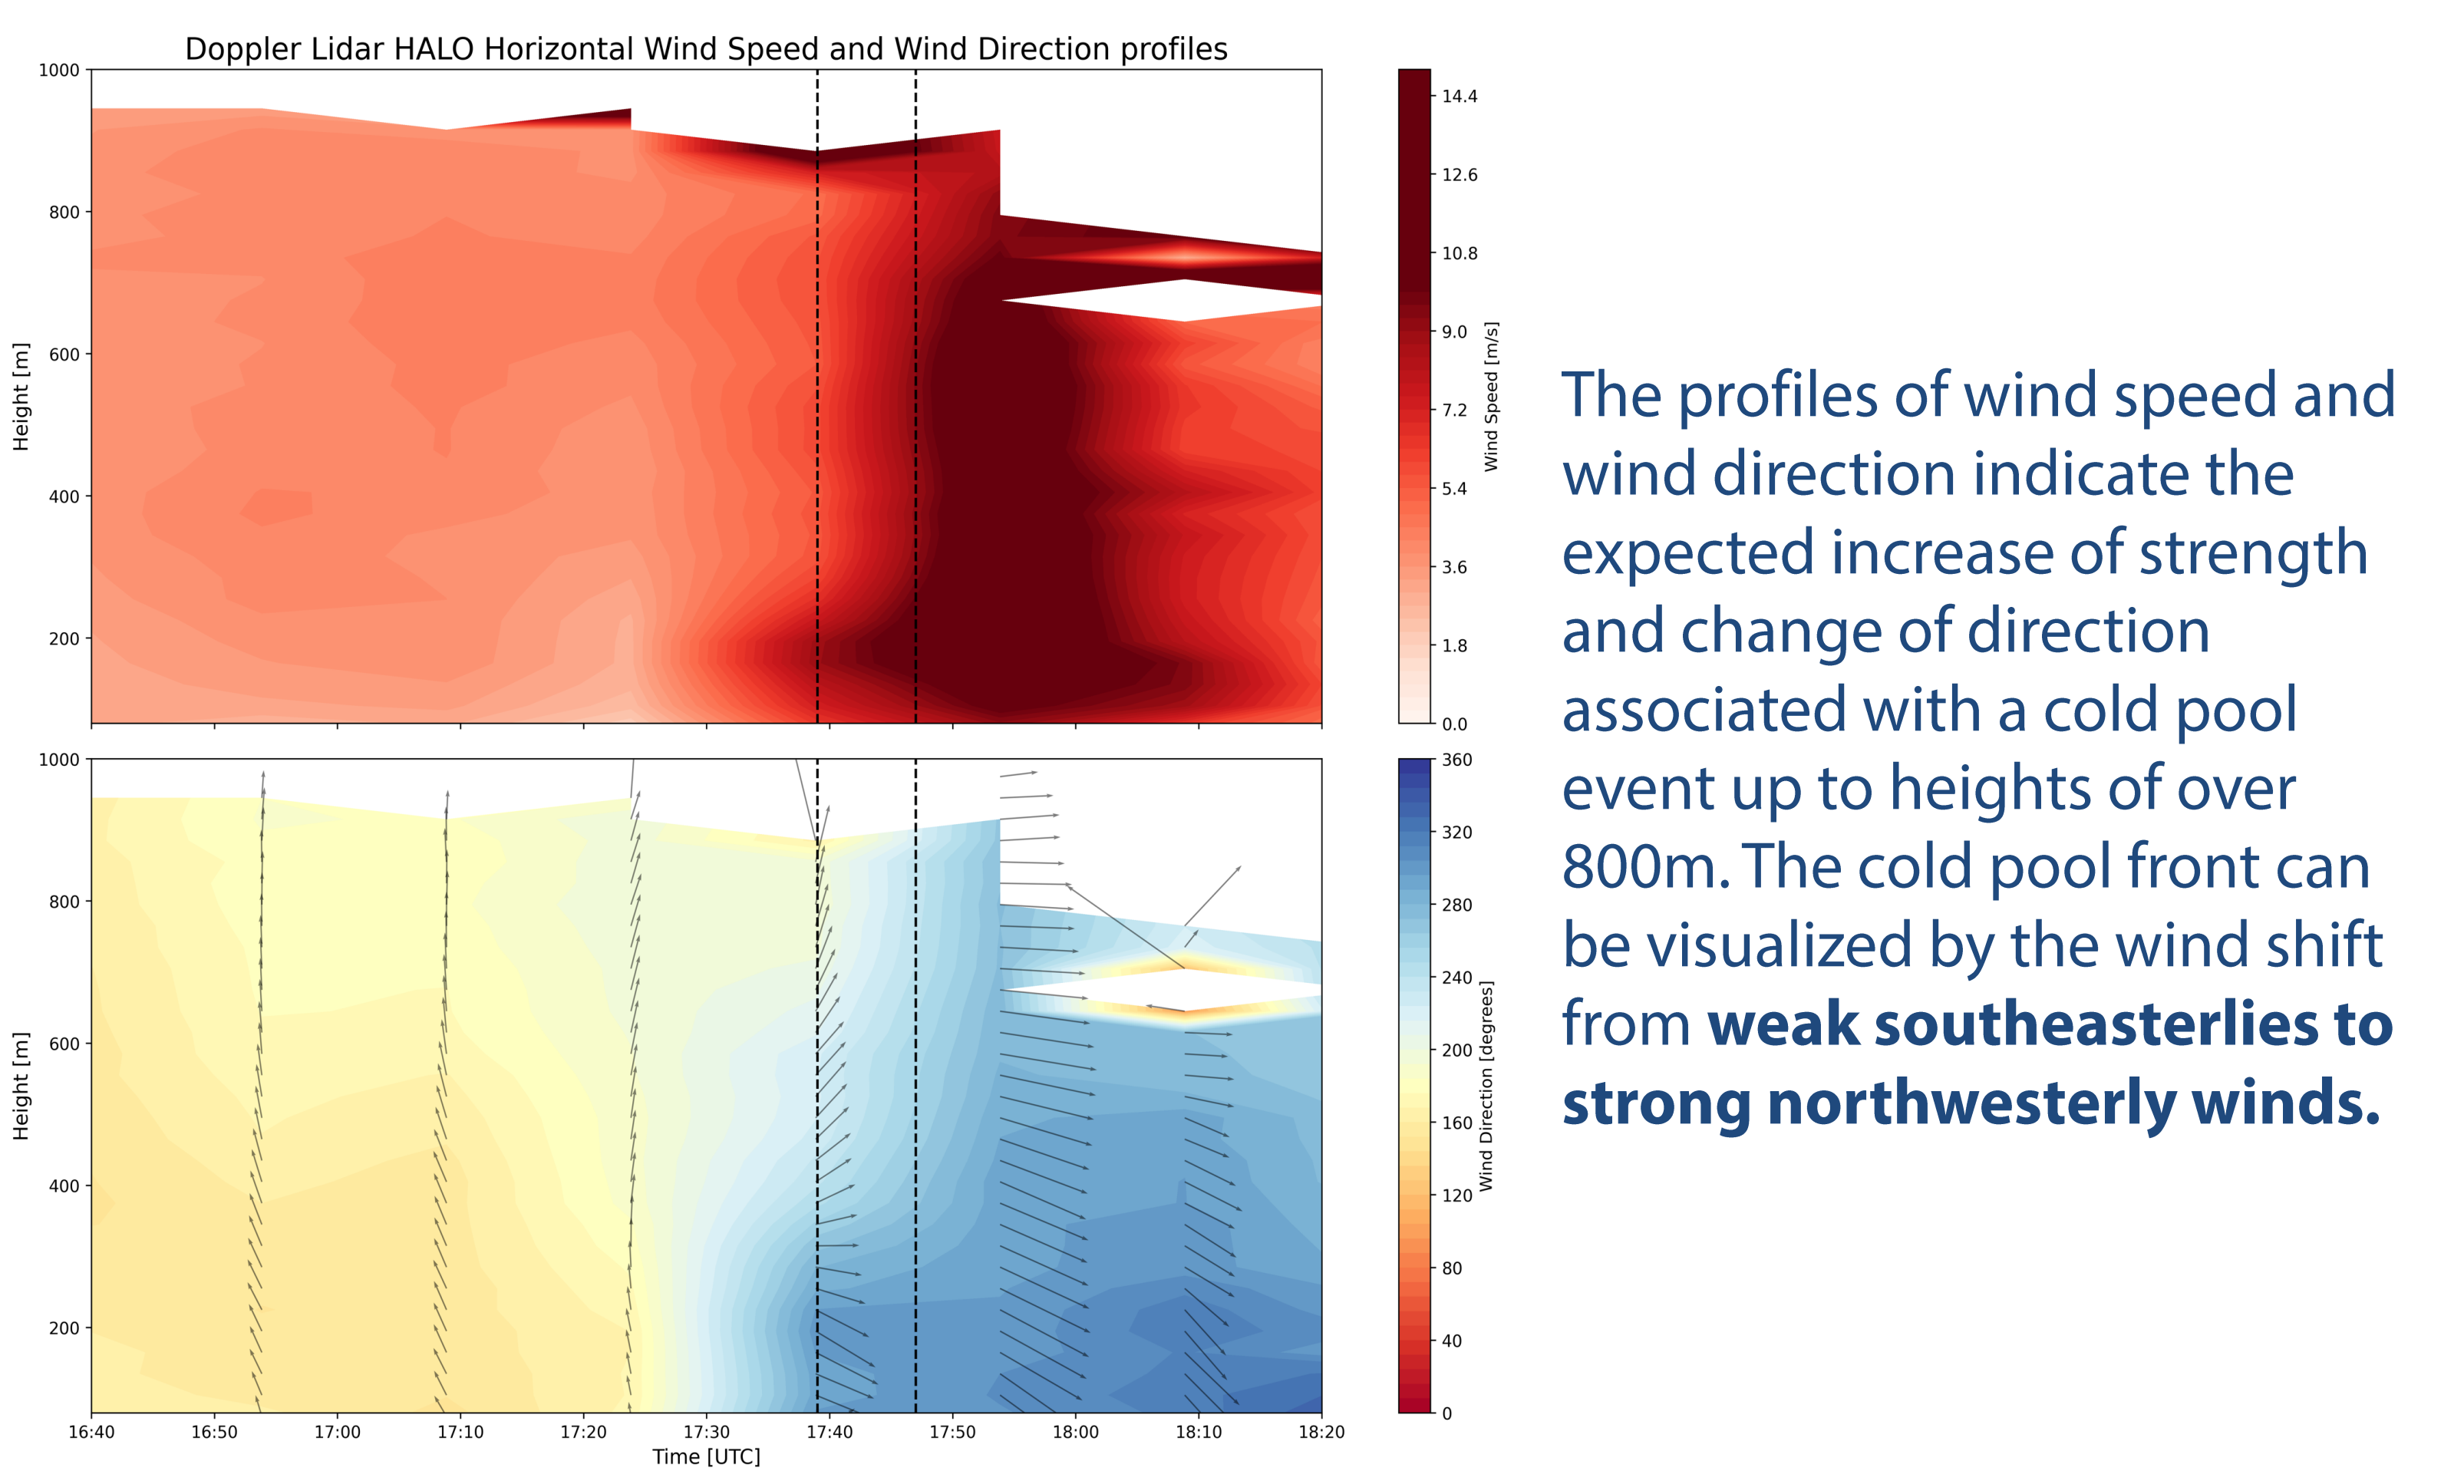 Doppler Lidar HALO Horizontal Wind Speed and Wind Direction profiles
1000
800
600
400
200
Height [m]
14.4
12.6
10.8
9.0
7.2
5.4
3.6
1.8
0.0
Wind Speed [m/s]
1000
800
600
400
200
Height [m]
16:40 16:50 17:00 17:10 17:20 17:30 17:40 17:50 18:00 18:10 18:20
Time [UTC]
360
320
280
240
200
160
120
80
40
0
Wind Direction [degrees]
The profiles of wind speed and
wind direction indicate the
expected increase of strength
and change of direction
associated with a cold pool
event up to heights of over
800m. The cold pool front can
be visualized by the wind shift
from weak southeasterlies to
strong northwesterly winds.